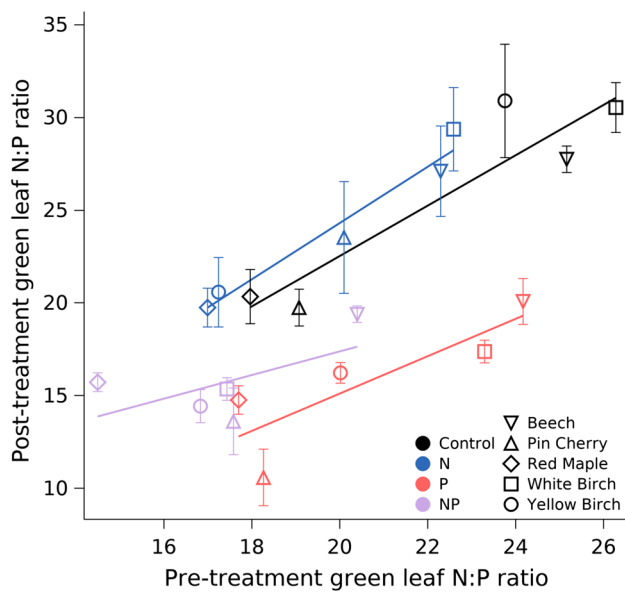 Post-treatment green leaf N:P ratio
35
30
25
20
15
10
Control
N
P
NP
Beech
Pin Cherry
Red Maple
White Birch
Yellow Birch
16 18 20 22 24 26
Pre-treatment green leaf N:P ratio